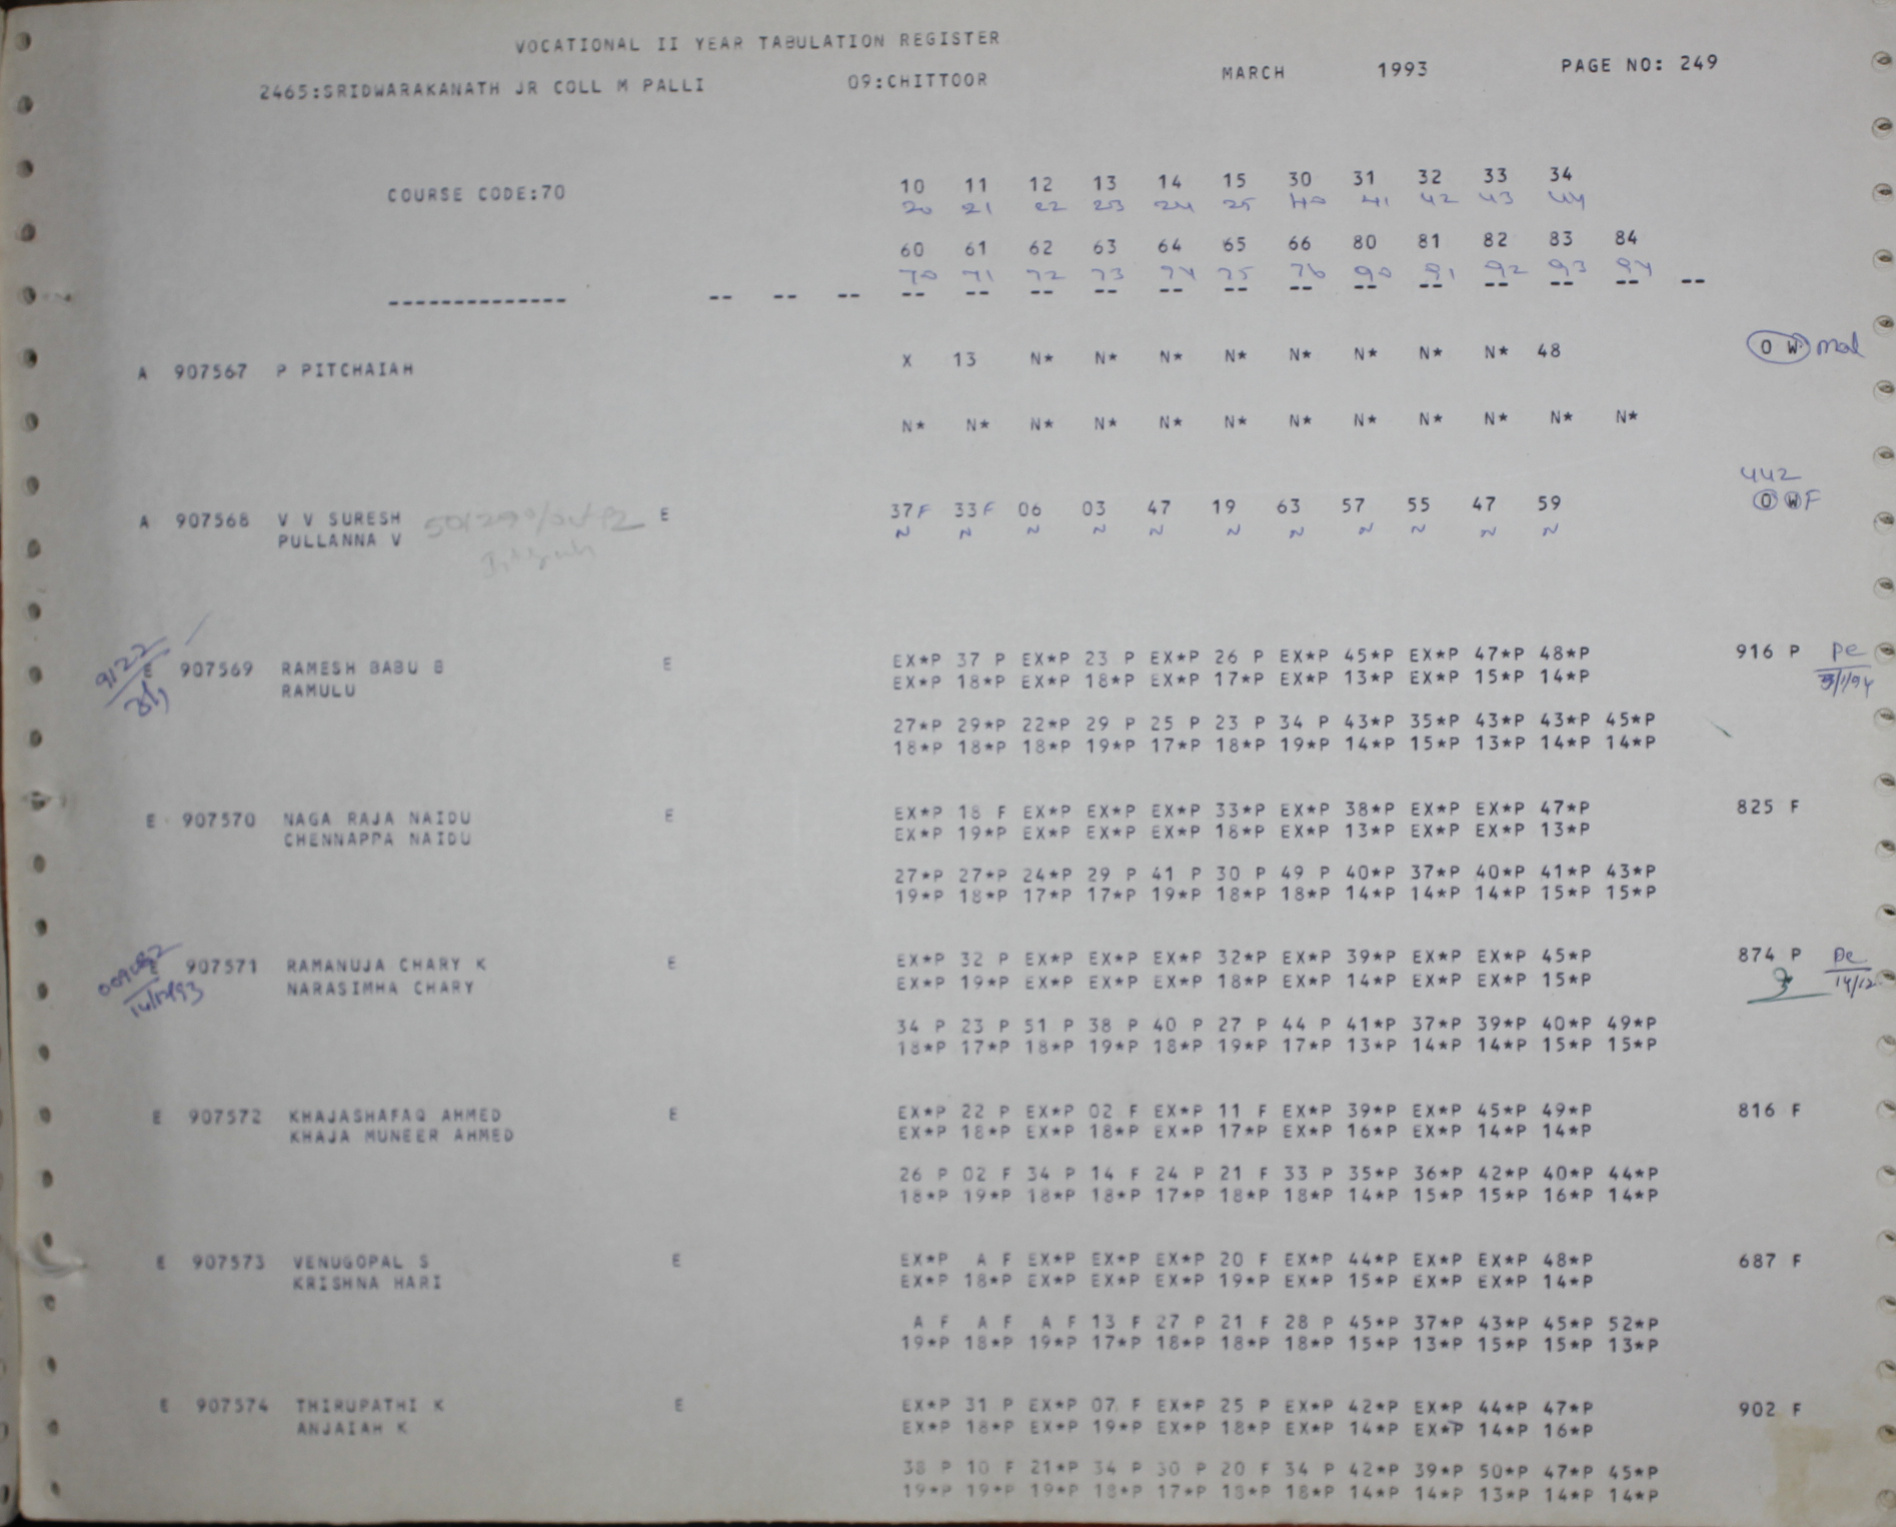 VOCATIONAL II YEAR TABULATION REGISTER
2465:SRIDWARAKANATH JR COLL M PALLI 09:CHITTOOR MARCH 1993 PAGE NO: 249
COURSE CODE:70 10 11 12 13 14 15 30 31 32 33 34
20 21 22 23 24 25 40 41 42 43 44
60 61 62 63 64 65 66 80 81 82 83 84
70 71 72 73 74 75 76 90 91 92 93 94
-------------- -- -- -- -- -- -- -- -- -- -- -- -- -- -- -- --
A 907567 P PITCHAIAH X 13 N* N* N* N* N* N* N* N* 48 O W mal
N* N* N* N* N* N* N* N* N* N* N* N*
442
A 907568 V V SURESH E 37F 33F 06 03 47 19 63 57 55 47 59 O W F
PULLANNA V N N N N N N N N N N N
E 907569 RAMESH BABU B E EX*P 37 P EX*P 23 P EX*P 26 P EX*P 45*P EX*P 47*P 48*P 916 P pc
RAMULU EX*P 18*P EX*P 18*P EX*P 17*P EX*P 13*P EX*P 15*P 14*P 3/1/94
27*P 29*P 22*P 29 P 25 P 23 P 34 P 43*P 35*P 43*P 43*P 45*P
18*P 18*P 18*P 19*P 17*P 18*P 19*P 14*P 15*P 13*P 14*P 14*P
E 907570 NAGA RAJA NAIDU E EX*P 18 F EX*P EX*P EX*P 33*P EX*P 38*P EX*P EX*P 47*P 825 F
CHENNAPPA NAIDU EX*P 19*P EX*P EX*P EX*P 18*P EX*P 13*P EX*P EX*P 13*P
27*P 27*P 24*P 29 P 41 P 30 P 49 P 40*P 37*P 40*P 41*P 43*P
19*P 18*P 17*P 17*P 19*P 18*P 18*P 14*P 14*P 14*P 15*P 15*P
907571 RAMANUJA CHARY K E EX*P 32 P EX*P EX*P EX*P 32*P EX*P 39*P EX*P EX*P 45*P 874 P pc
14/12/93 NARASIMHA CHARY EX*P 19*P EX*P EX*P EX*P 18*P EX*P 14*P EX*P EX*P 15*P 14/12
34 P 23 P 51 P 38 P 40 P 27 P 44 P 41*P 37*P 39*P 40*P 49*P
18*P 17*P 18*P 19*P 18*P 19*P 17*P 13*P 14*P 14*P 15*P 15*P
E 907572 KHAJASHAFAQ AHMED E EX*P 22 P EX*P 02 F EX*P 11 F EX*P 39*P EX*P 45*P 49*P 816 F
KHAJA MUNEER AHMED EX*P 18*P EX*P 18*P EX*P 17*P EX*P 16*P EX*P 14*P 14*P
26 P 02 F 34 P 14 F 24 P 21 F 33 P 35*P 36*P 42*P 40*P 44*P
18*P 19*P 18*P 18*P 17*P 18*P 18*P 14*P 15*P 15*P 16*P 14*P
E 907573 VENUGOPAL S E EX*P A F EX*P EX*P EX*P 20 F EX*P 44*P EX*P EX*P 48*P 687 F
KRISHNA HARI EX*P 18*P EX*P EX*P EX*P 19*P EX*P 15*P EX*P EX*P 14*P
A F A F A F 13 F 27 P 21 F 28 P 45*P 37*P 43*P 45*P 52*P
19*P 18*P 19*P 17*P 18*P 18*P 18*P 15*P 13*P 15*P 15*P 13*P
E 907574 THIRUPATHI K E EX*P 31 P EX*P 07 F EX*P 25 P EX*P 42*P EX*P 44*P 47*P 902 F
ANJAIAH K EX*P 18*P EX*P 19*P EX*P 18*P EX*P 14*P EX*P 14*P 16*P
38 P 10 F 21*P 34 P 30 P 20 F 34 P 42*P 39*P 50*P 47*P 45*P
19*P 19*P 19*P 18*P 17*P 18*P 18*P 14*P 14*P 13*P 14*P 14*P